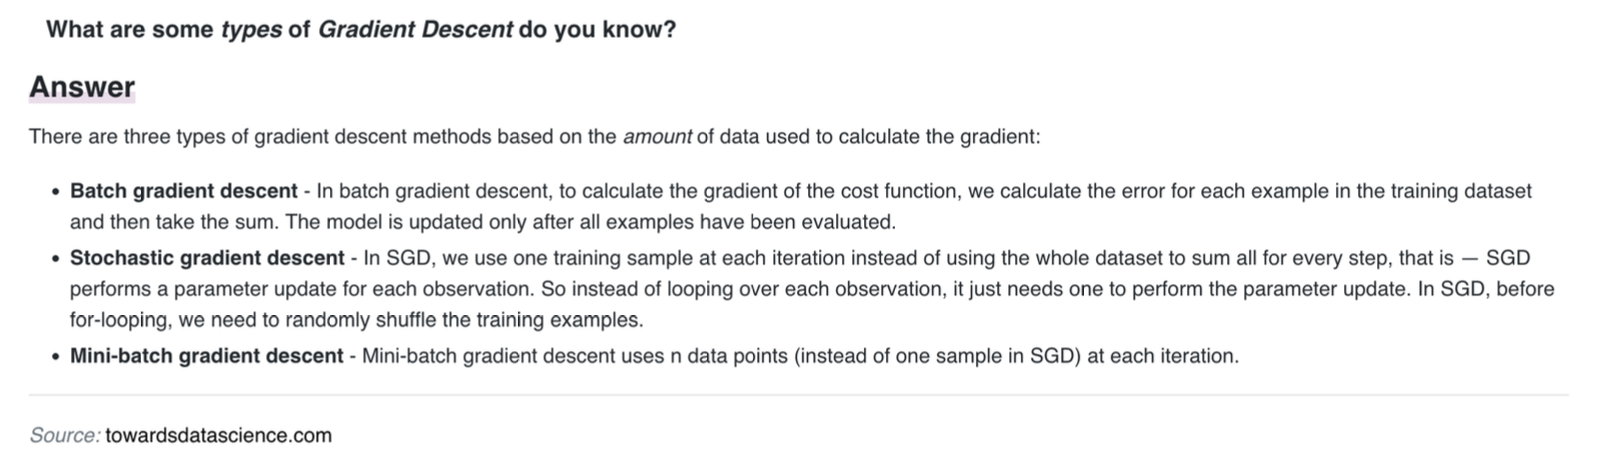 What are some types of Gradient Descent do you know?
Answer
There are three types of gradient descent methods based on the amount of data used to calculate the gradient:
• Batch gradient descent - In batch gradient descent, to calculate the gradient of the cost function, we calculate the error for each example in the training dataset
and then take the sum. The model is updated only after all examples have been evaluated.
• Stochastic gradient descent - In SGD, we use one training sample at each iteration instead of using the whole dataset to sum all for every step, that is — SGD
performs a parameter update for each observation. So instead of looping over each observation, it just needs one to perform the parameter update. In SGD, before
for-looping, we need to randomly shuffle the training examples.
• Mini-batch gradient descent - Mini-batch gradient descent uses n data points (instead of one sample in SGD) at each iteration.
Source: towardsdatascience.com